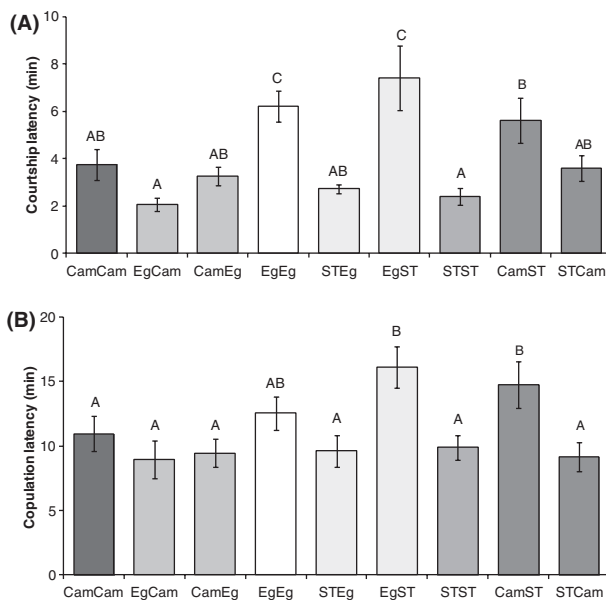 (A)
10
8
6
4
2
0
Courtship latency (min)
AB
A
AB
C
AB
C
A
B
AB
CamCam EgCam CamEg EgEg STEg EgST STST CamST STCam
(B)
20
15
10
5
0
Copulation latency (min)
A
A
A
AB
A
B
A
B
A
CamCam EgCam CamEg EgEg STEg EgST STST CamST STCam